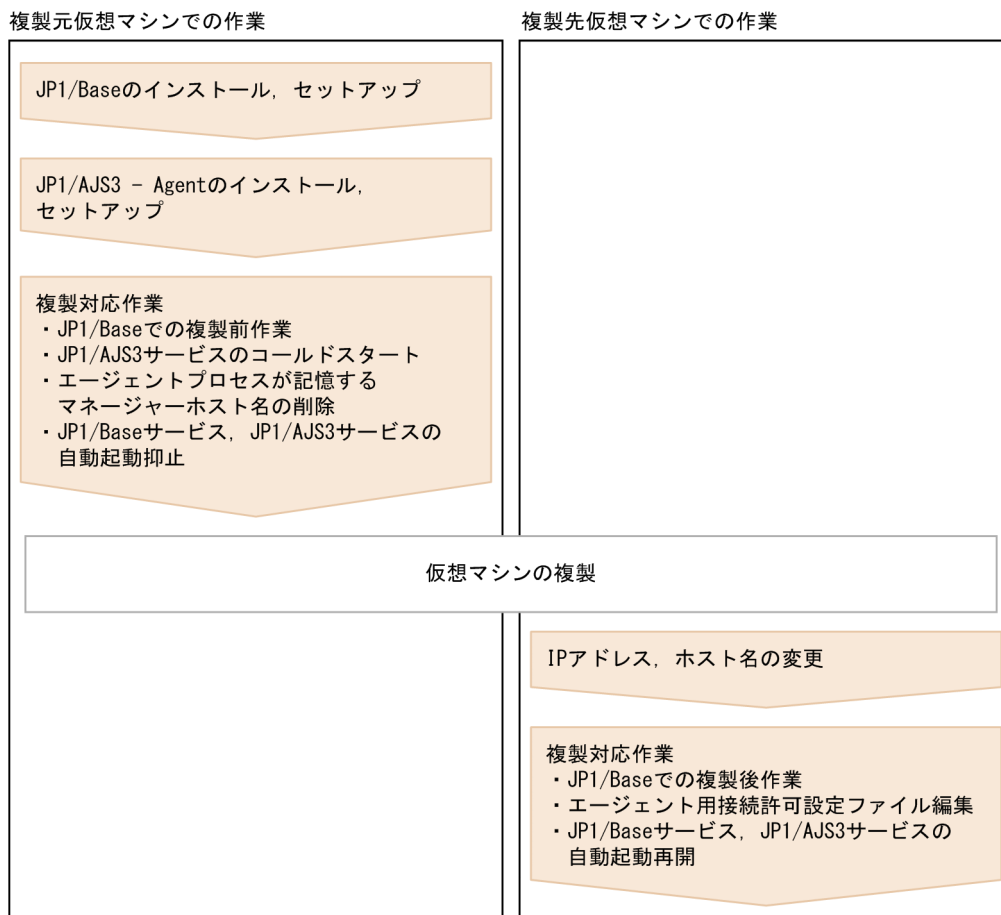 複製元仮想マシンでの作業
複製先仮想マシンでの作業
JP1/Baseのインストール，セットアップ
JP1/AJS3 − Agentのインストール，
セットアップ
複製対応作業
・JP1/Baseでの複製前作業
・JP1/AJS3サービスのコールドスタート
・エージェントプロセスが記憶する
マネージャーホスト名の削除
・JP1/Baseサービス，JP1/AJS3サービスの
自動起動抑止
仮想マシンの複製
IPアドレス，ホスト名の変更
複製対応作業
・JP1/Baseでの複製後作業
・エージェント用接続許可設定ファイル編集
・JP1/Baseサービス，JP1/AJS3サービスの
自動起動再開